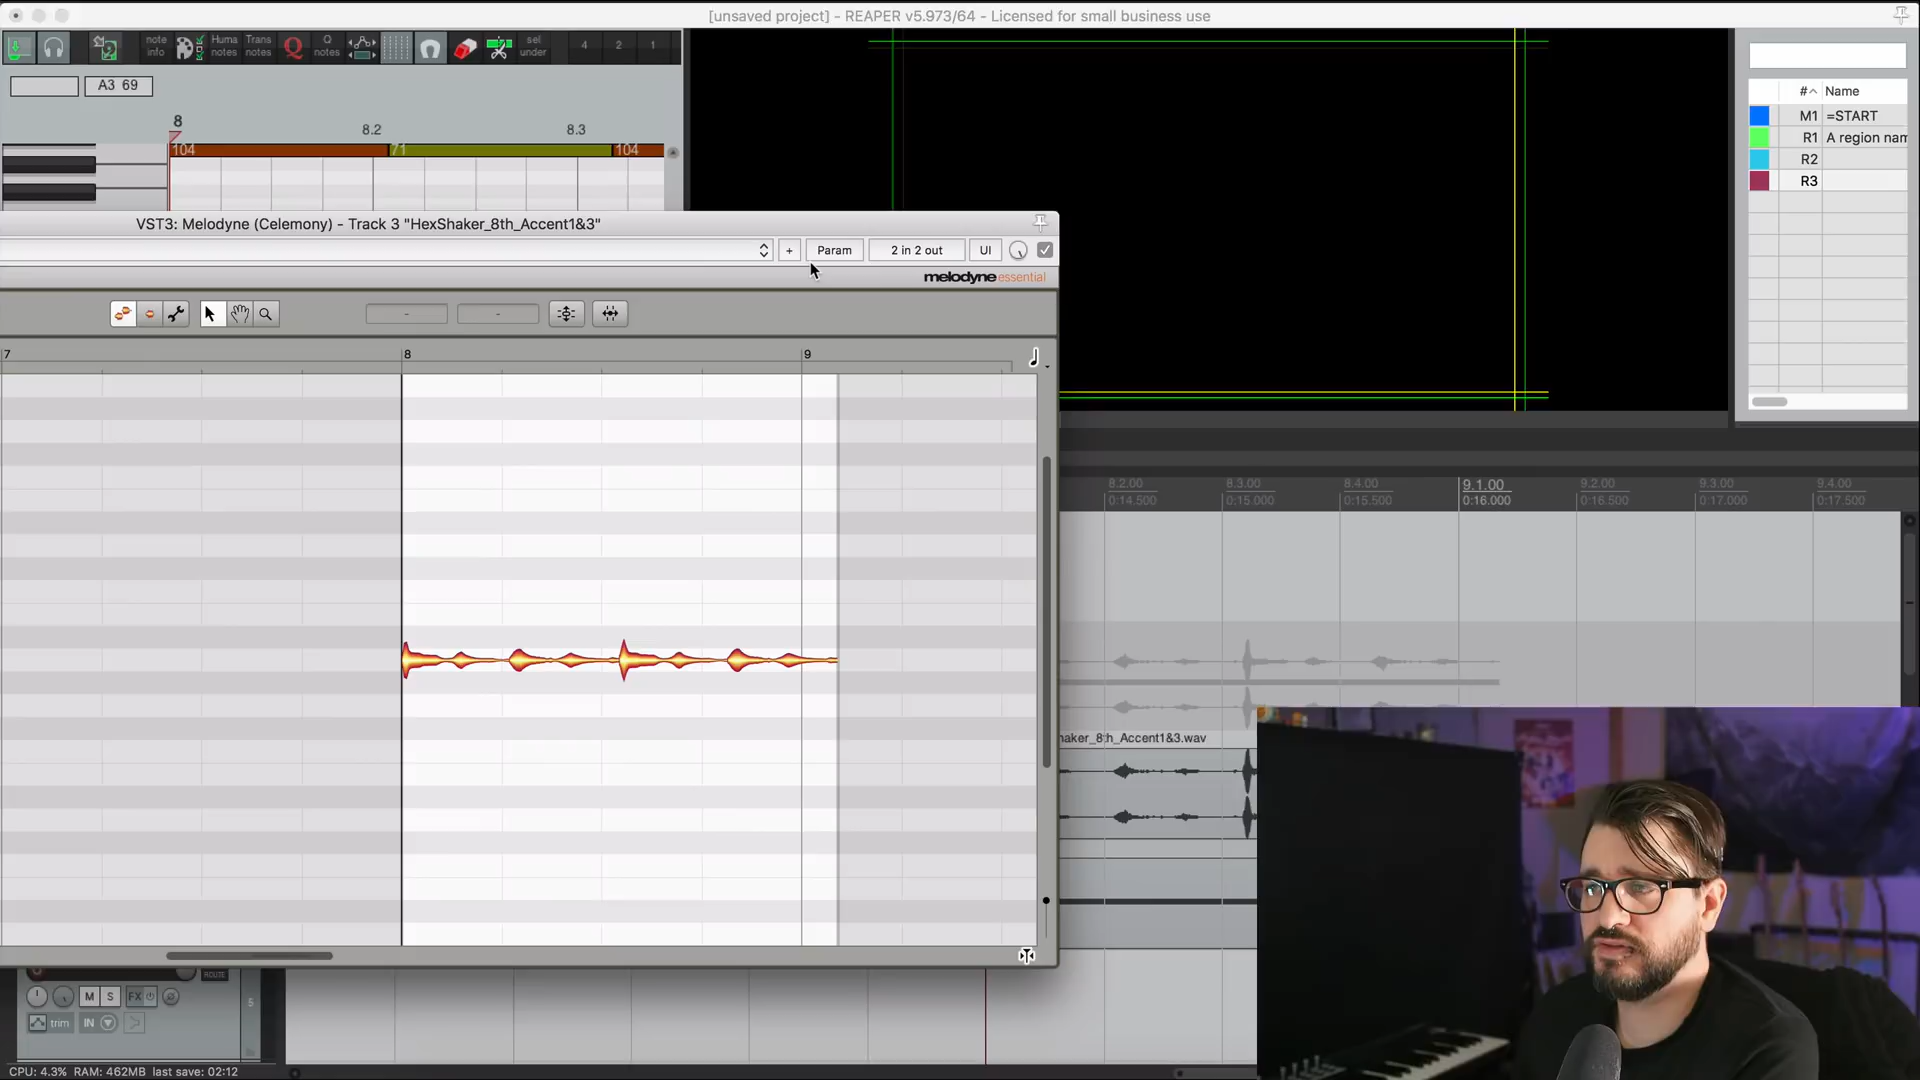 [unsaved project] - REAPER v5.973/64 - Licensed for small business use
note info
Huma notes
Trans notes
Q
Q notes
sel under
4 2 1
A3 69
8 8.2 8.3
104 71 104
# Name
M1 =START
R1 A region nam
R2
R3
VST3: Melodyne (Celemony) - Track 3 "HexShaker_8th_Accent1&3"
+ Param 2 in 2 out UI
melodyne essential
- -
7 8 9
8.2.00 8.3.00 8.4.00 9.1.00 9.2.00 9.3.00 9.4.00
0:14.500 0:15.000 0:15.500 0:16.000 0:16.500 0:17.000 0:17.500
haker_8th_Accent1&3.wav
ROUTE
M S FX 5
trim IN
CPU: 4.3% RAM: 462MB last save: 02:12